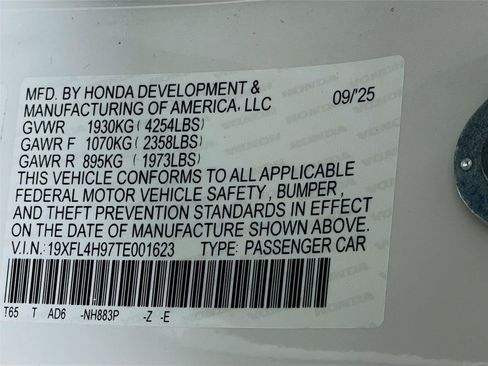 MFD. BY HONDA DEVELOPMENT &
MANUFACTURING OF AMERICA, LLC 09/'25
GVWR 1930KG ( 4254LBS )
GAWR F 1070KG ( 2358LBS )
GAWR R 895KG ( 1973LBS )
THIS VEHICLE CONFORMS TO ALL APPLICABLE
FEDERAL MOTOR VEHICLE SAFETY , BUMPER,
AND THEFT PREVENTION STANDARDS IN EFFECT
ON THE DATE OF MANUFACTURE SHOWN ABOVE.
V.I.N: 19XFL4H97TE001623 TYPE: PASSENGER CAR
T65 T AD6 -NH883P -Z -E